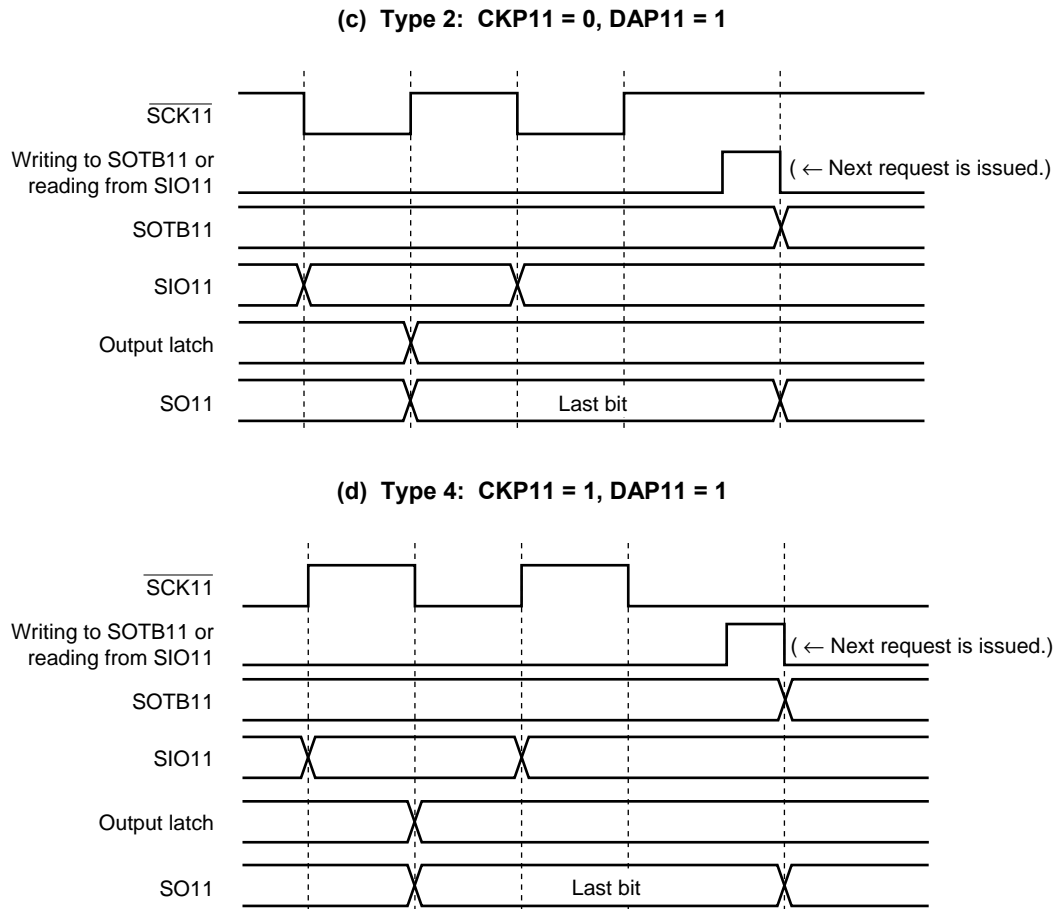 (c) Type 2: CKP11 = 0, DAP11 = 1
SCK11
Writing to SOTB11 or
reading from SIO11
( ← Next request is issued.)
SOTB11
SIO11
Output latch
SO11
Last bit
(d) Type 4: CKP11 = 1, DAP11 = 1
SCK11
Writing to SOTB11 or
reading from SIO11
( ← Next request is issued.)
SOTB11
SIO11
Output latch
SO11
Last bit